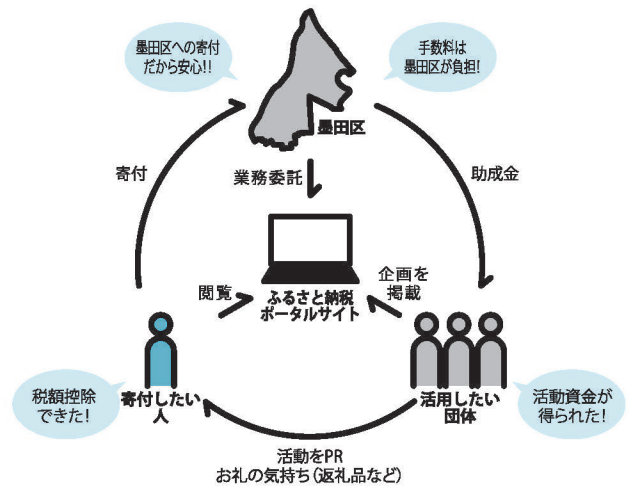 墨田区への寄付
だから安心!!
手数料は
墨田区が負担!
墨田区
寄付
業務委託
助成金
閲覧
ふるさと納税
ポータルサイト
企画を
掲載
税額控除
できた!
寄付したい
人
活用したい
団体
活動資金が
得られた!
活動をPR
お礼の気持ち(返礼品など)